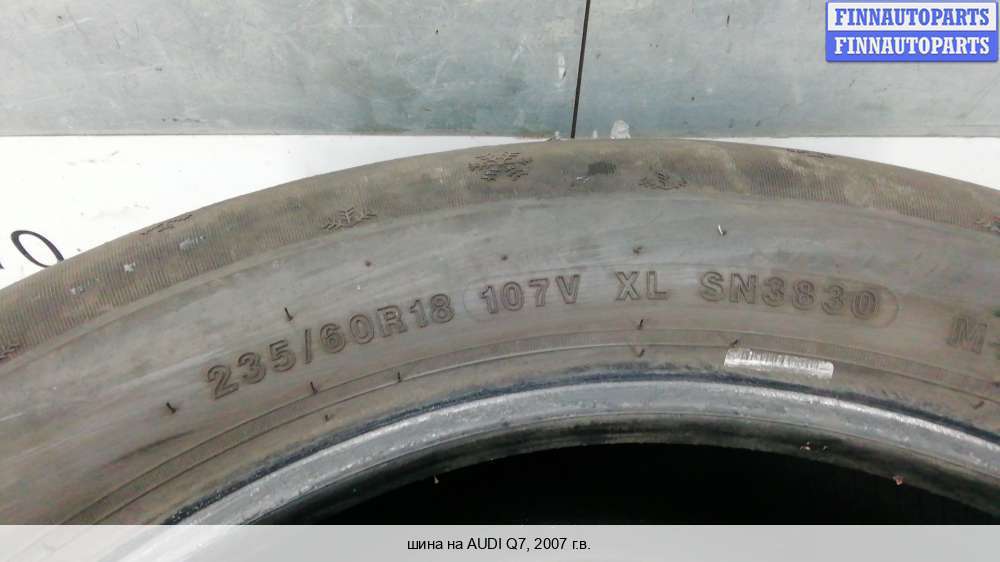 FINNAUTOPARTS
FINNAUTOPARTS
235/60R18 107V XL SN3830 M
шина на AUDI Q7, 2007 г.в.